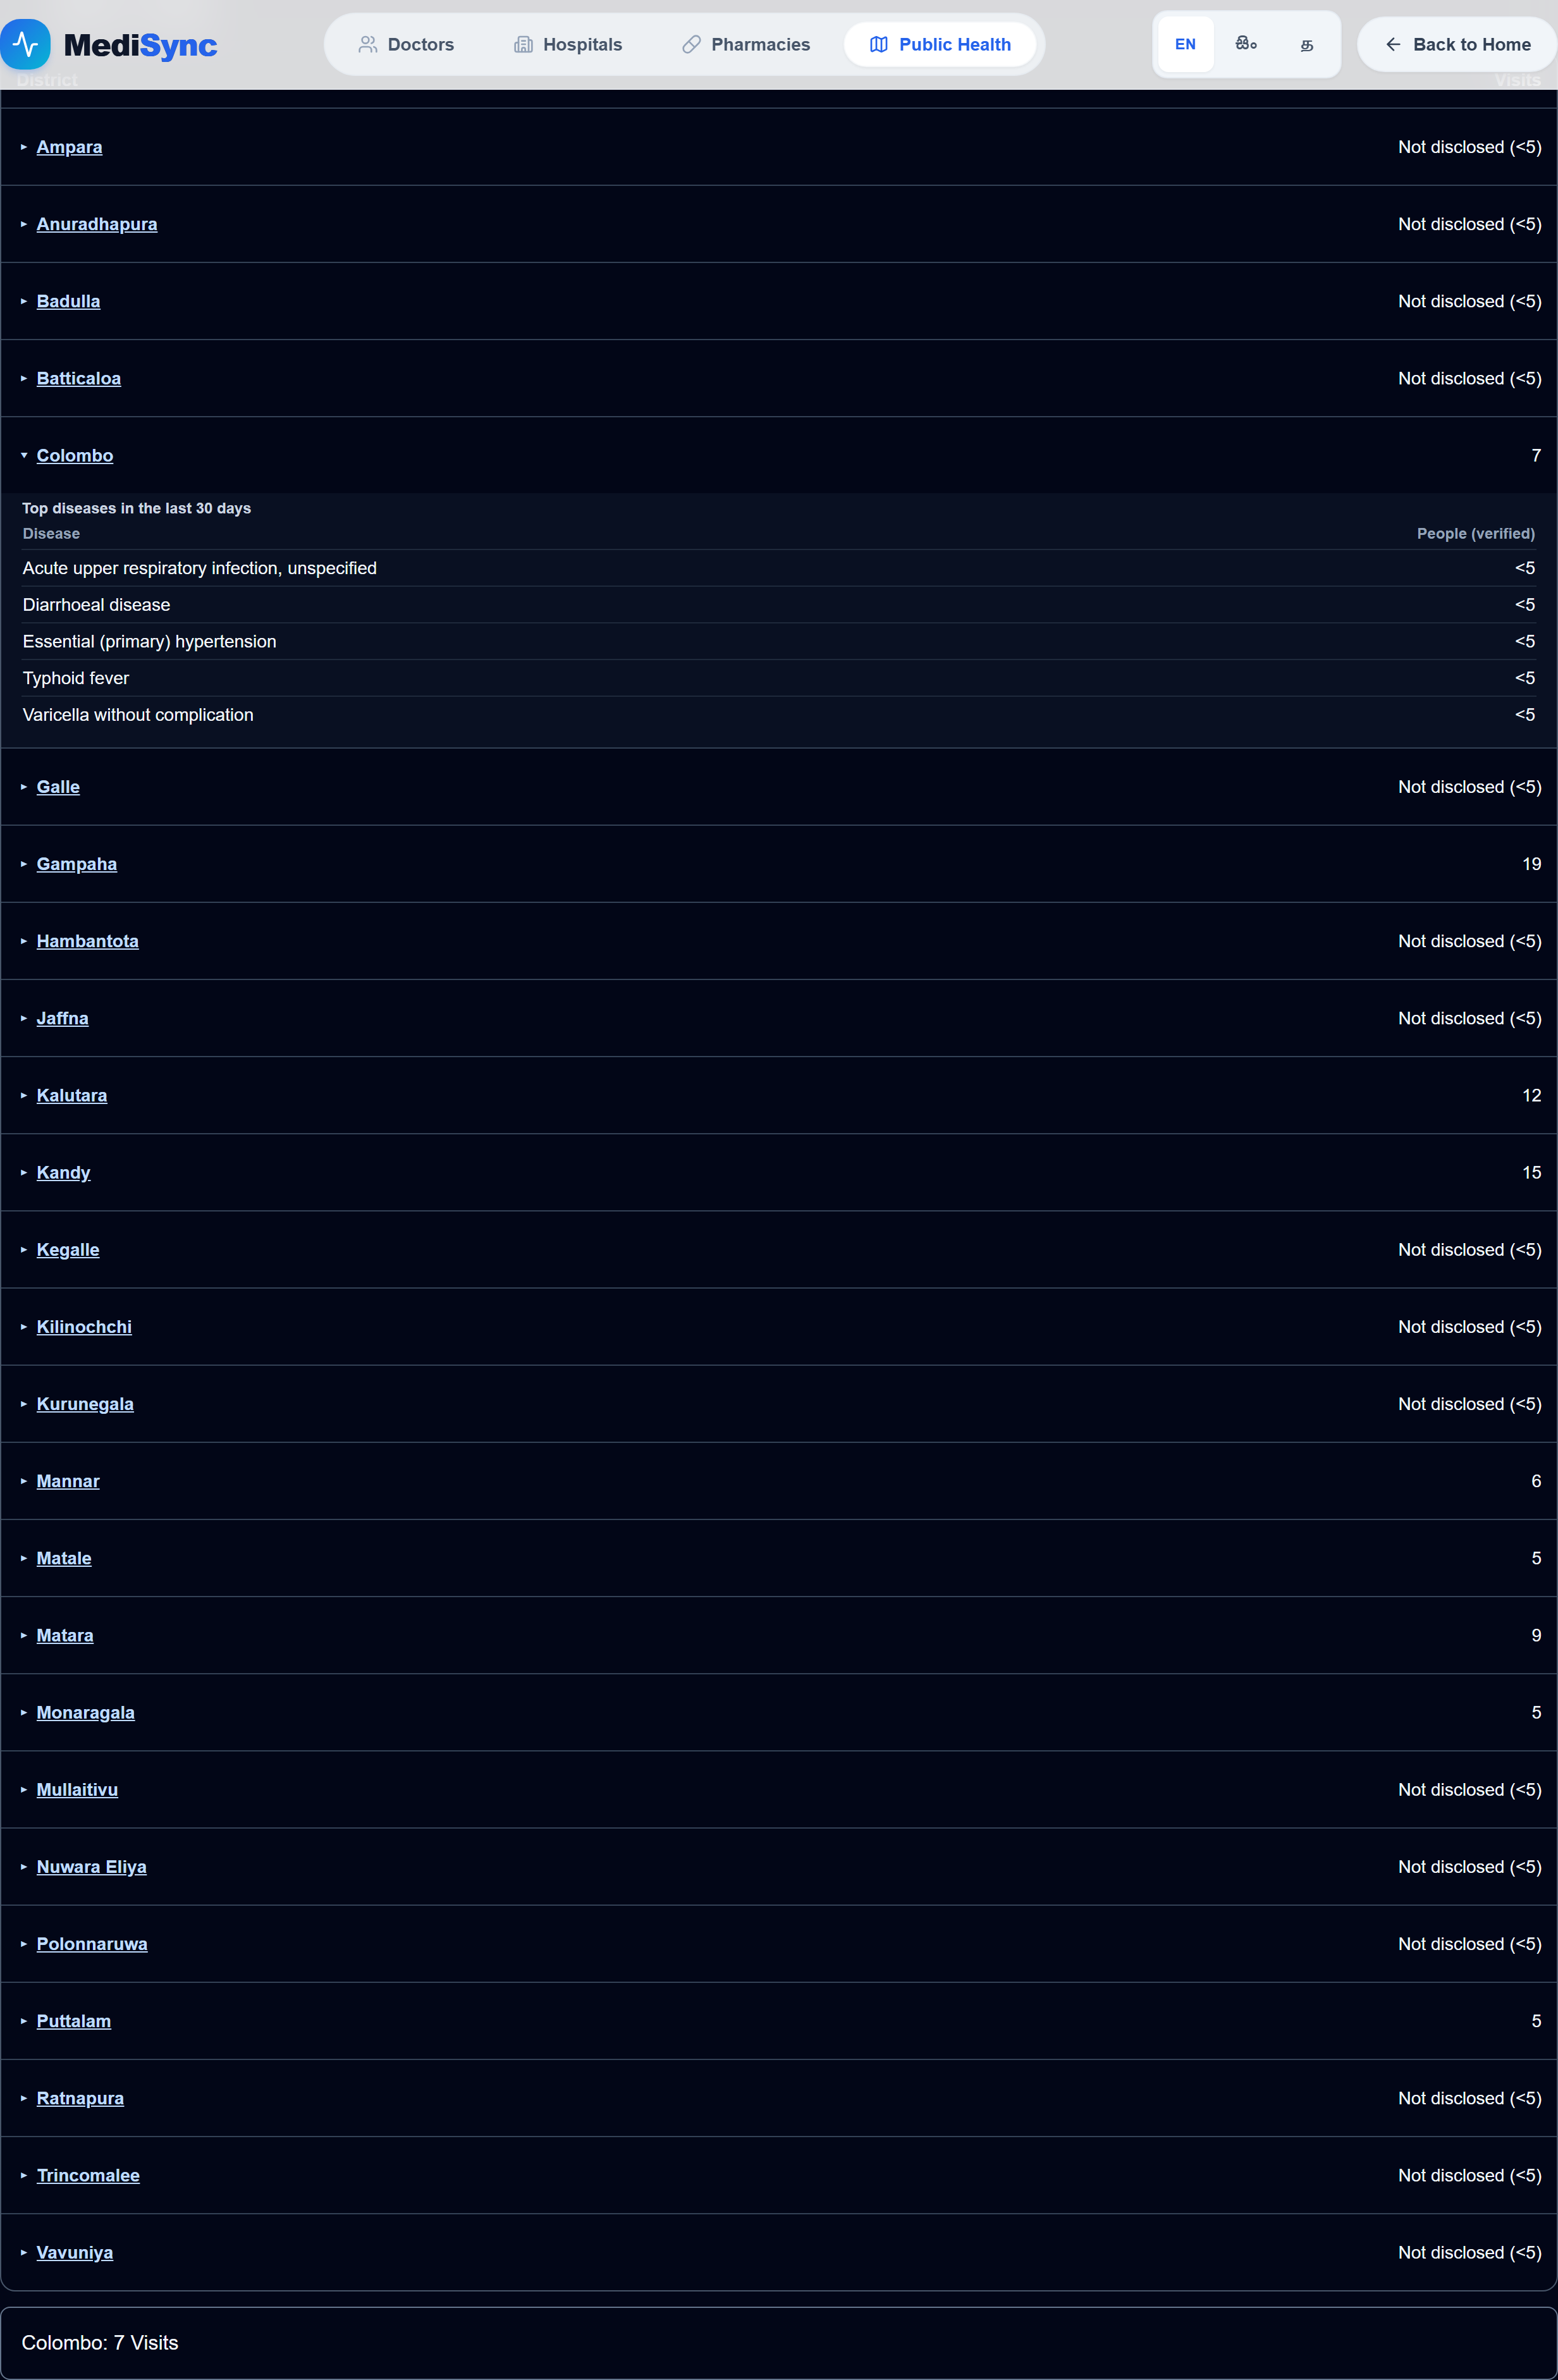 MediSync
Doctors
Hospitals
Pharmacies
Public Health
EN
සිං
த
Back to Home
District Visits
Ampara Not disclosed (<5)
Anuradhapura Not disclosed (<5)
Badulla Not disclosed (<5)
Batticaloa Not disclosed (<5)
Colombo 7
Top diseases in the last 30 days
Disease People (verified)
Acute upper respiratory infection, unspecified <5
Diarrhoeal disease <5
Essential (primary) hypertension <5
Typhoid fever <5
Varicella without complication <5
Galle Not disclosed (<5)
Gampaha 19
Hambantota Not disclosed (<5)
Jaffna Not disclosed (<5)
Kalutara 12
Kandy 15
Kegalle Not disclosed (<5)
Kilinochchi Not disclosed (<5)
Kurunegala Not disclosed (<5)
Mannar 6
Matale 5
Matara 9
Monaragala 5
Mullaitivu Not disclosed (<5)
Nuwara Eliya Not disclosed (<5)
Polonnaruwa Not disclosed (<5)
Puttalam 5
Ratnapura Not disclosed (<5)
Trincomalee Not disclosed (<5)
Vavuniya Not disclosed (<5)
Colombo: 7 Visits